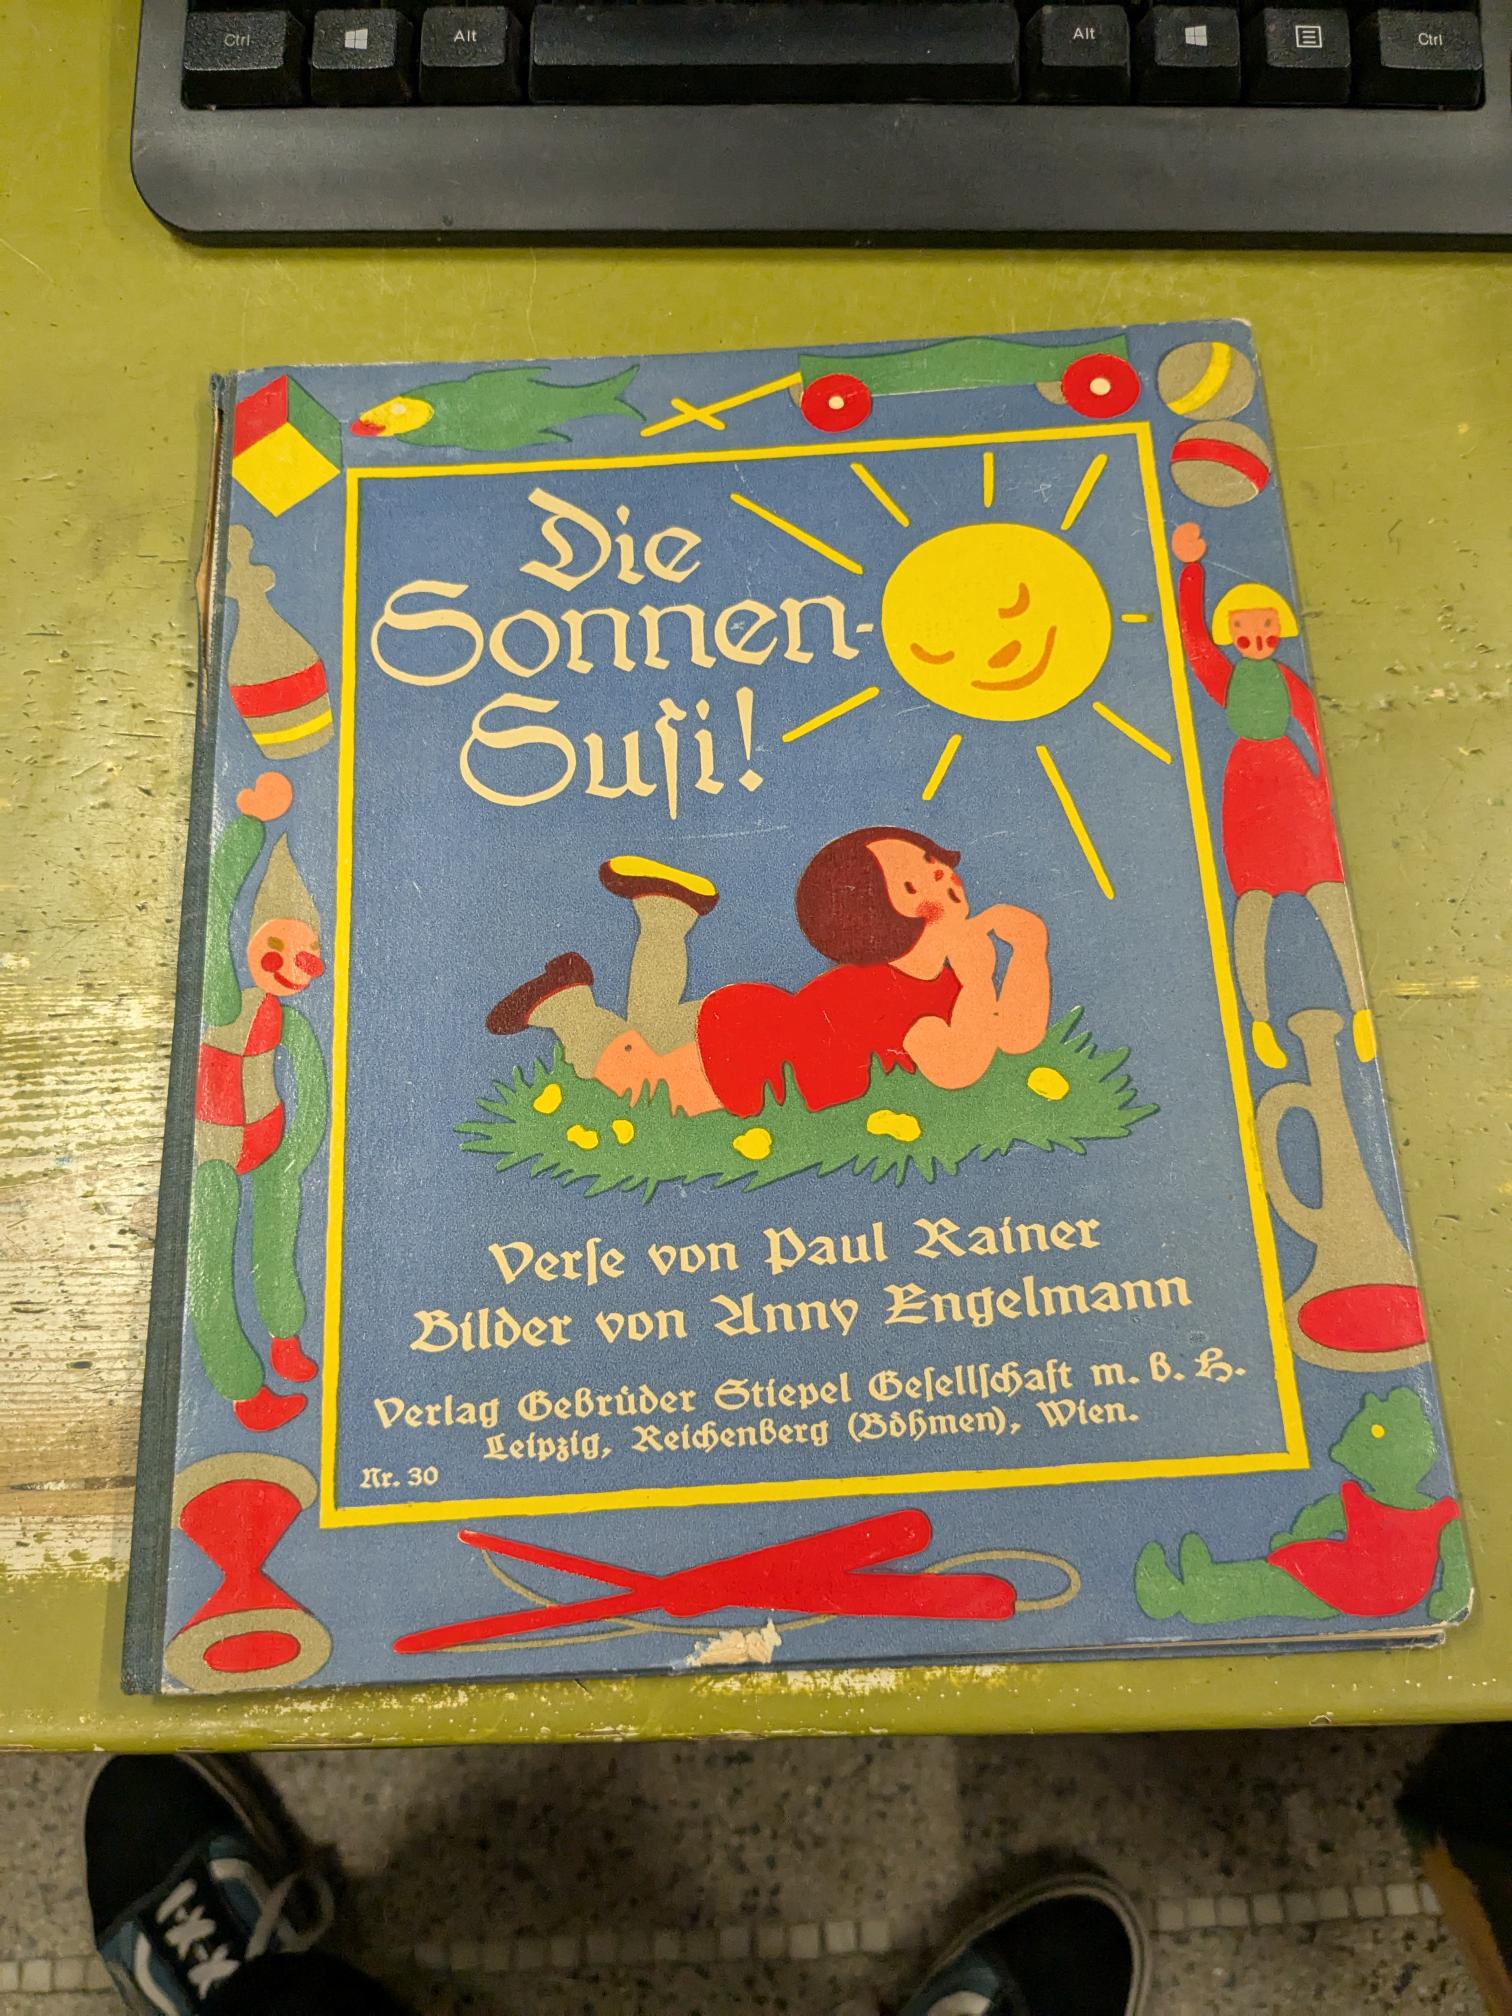 Ctrl Alt Alt Ctrl
Die
Sonnen-
Suſi!
Verſe von Paul Rainer
Bilder von Anny Engelmann
Verlag Gebrüder Stiepel Geſellſchaft m. b. H.
Leipzig, Reichenberg (Böhmen), Wien.
Nr. 30